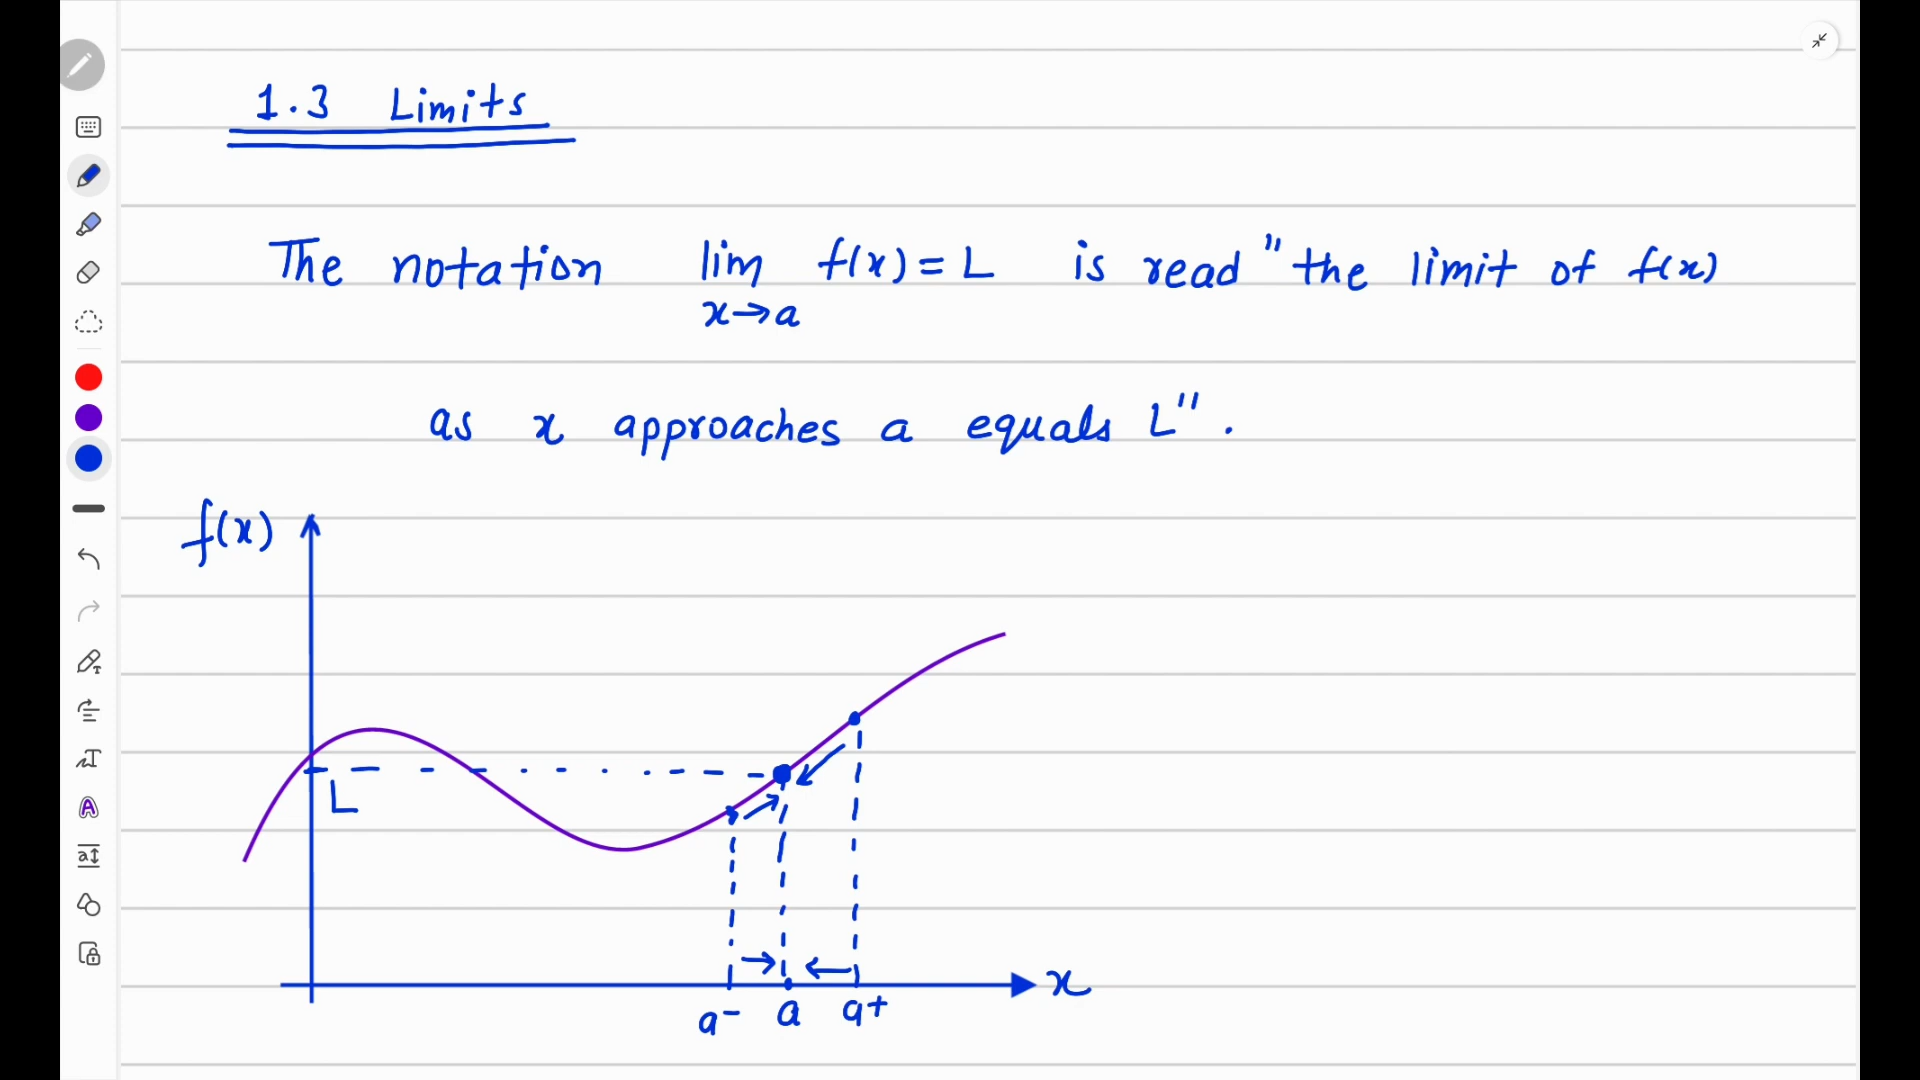 1.3 Limits
The notation lim f(x) = L is read "the limit of f(x)
x→a
as x approaches a equals L".
f(x)
L
x
a⁻ a a⁺